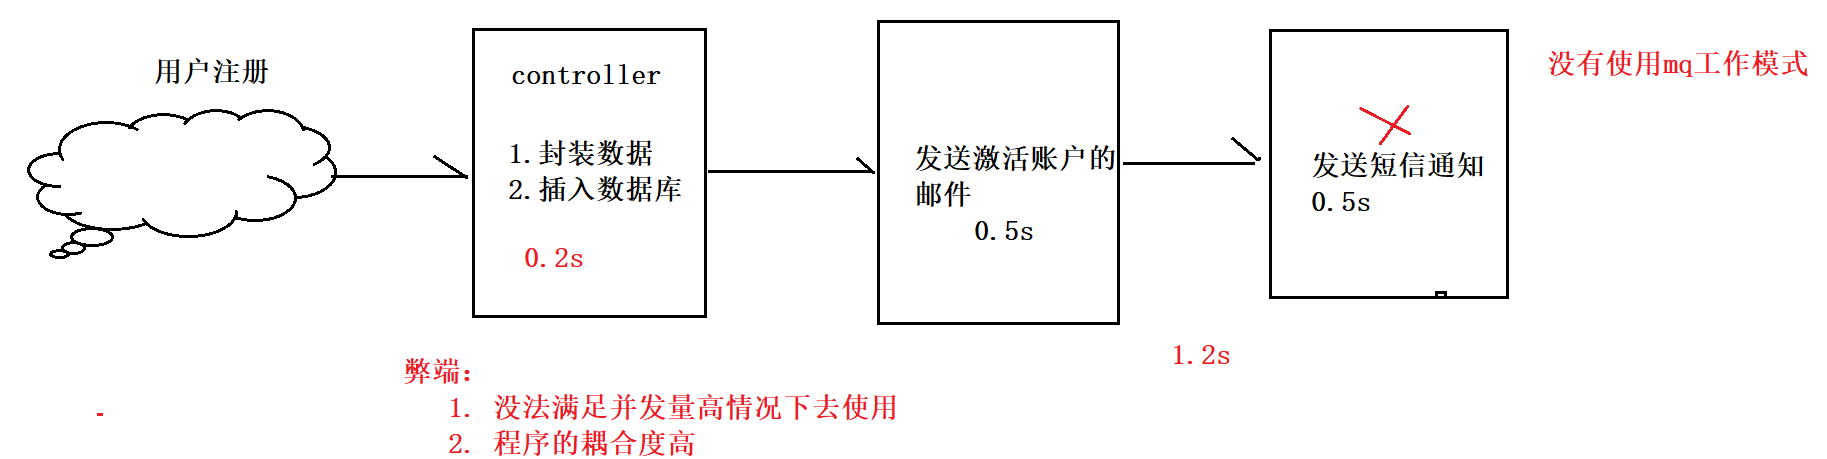 用户注册
controller
1.封装数据
2.插入数据库
0.2s
发送激活账户的
邮件
0.5s
发送短信通知
0.5s
没有使用mq工作模式
1.2s
弊端：
1. 没法满足并发量高情况下去使用
2. 程序的耦合度高